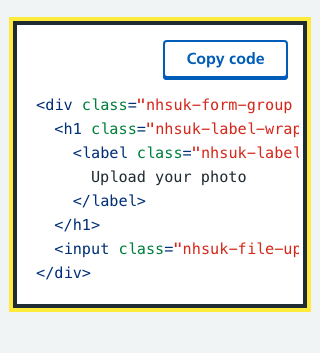 Copy code
<div class="nhsuk-form-group
<h1 class="nhsuk-label-wrap
<label class="nhsuk-label
Upload your photo
</label>
</h1>
<input class="nhsuk-file-up
</div>